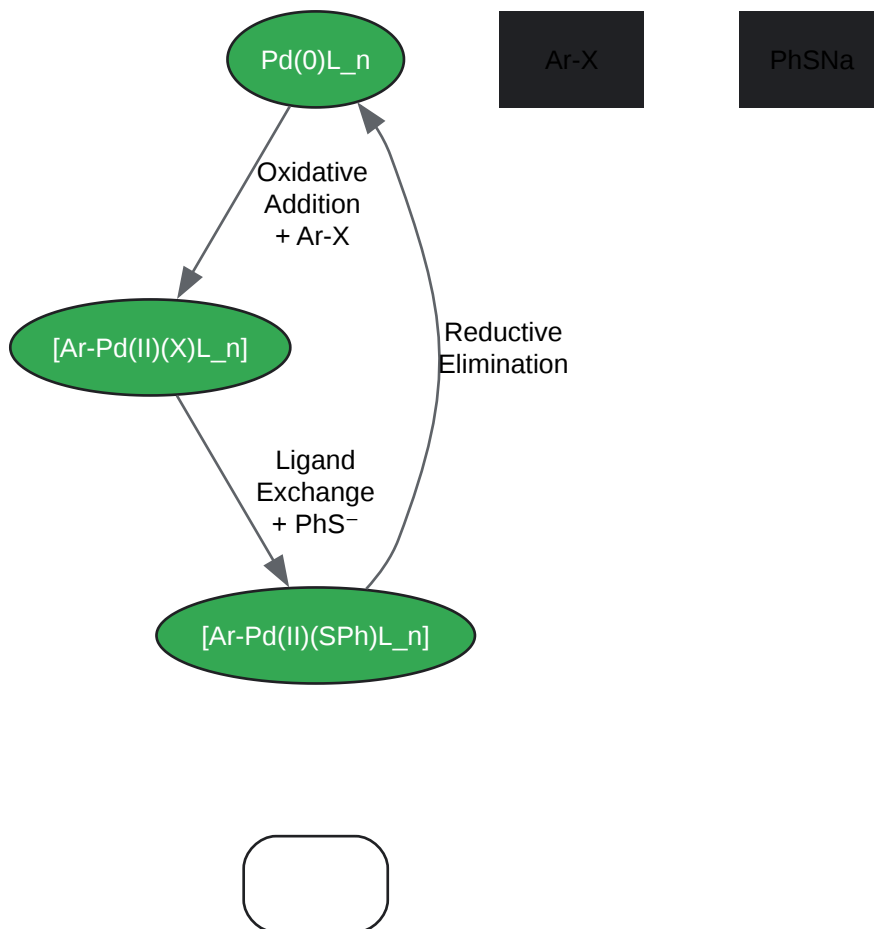 Pd(0)L_n
Ar-X
PhSNa
Oxidative
Addition
+ Ar-X
[Ar-Pd(II)(X)L_n]
Reductive
Elimination
Ligand
Exchange
+ PhS⁻
[Ar-Pd(II)(SPh)L_n]